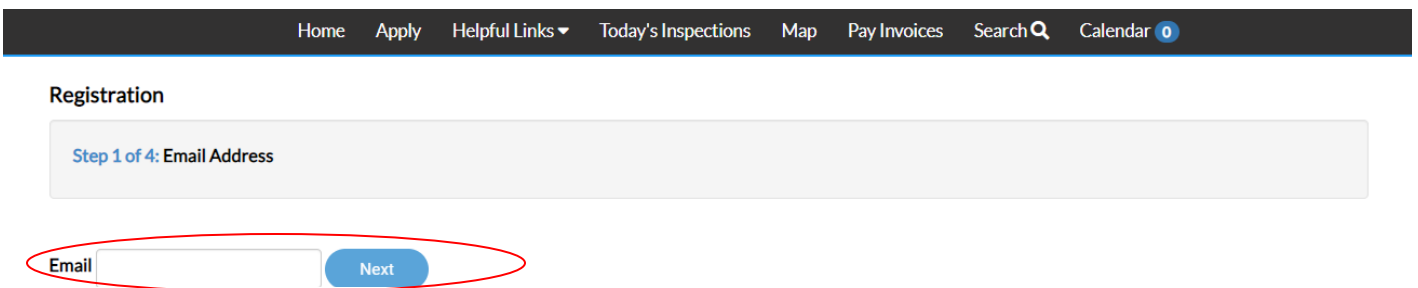 Home Apply Helpful Links Today's Inspections Map Pay Invoices Search Calendar 0
Registration
Step 1 of 4: Email Address
Email Next